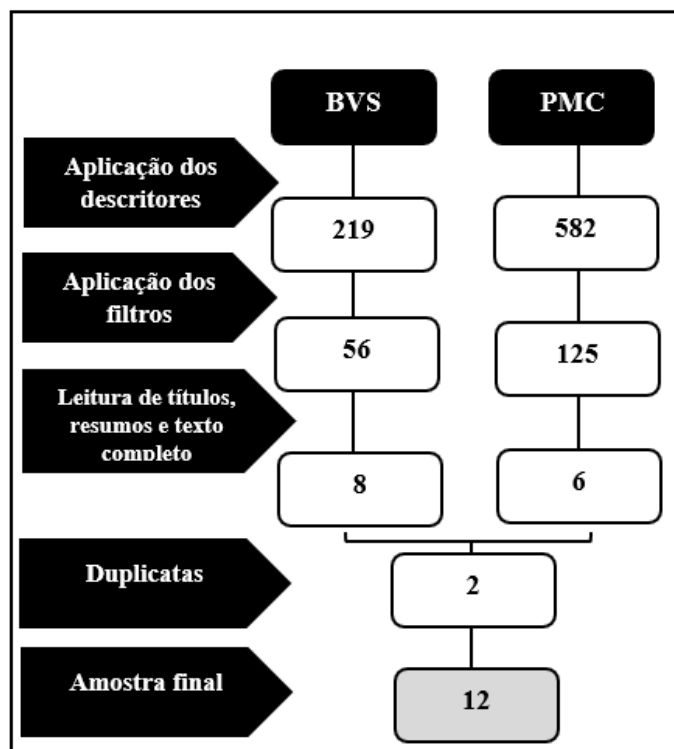 BVS
PMC
Aplicação dos
descritores
219
582
Aplicação dos
filtros
56
125
Leitura de títulos,
resumos e texto
completo
8
6
Duplicatas
2
Amostra final
12